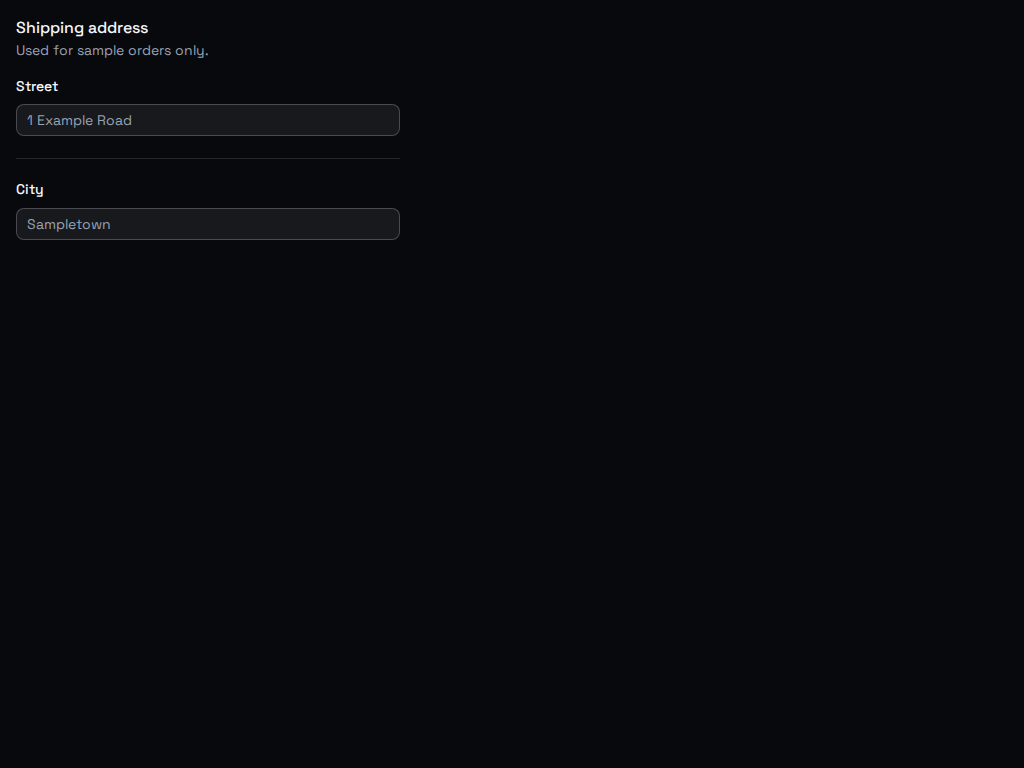 Shipping address
Used for sample orders only.
Street
1 Example Road
City
Sampletown